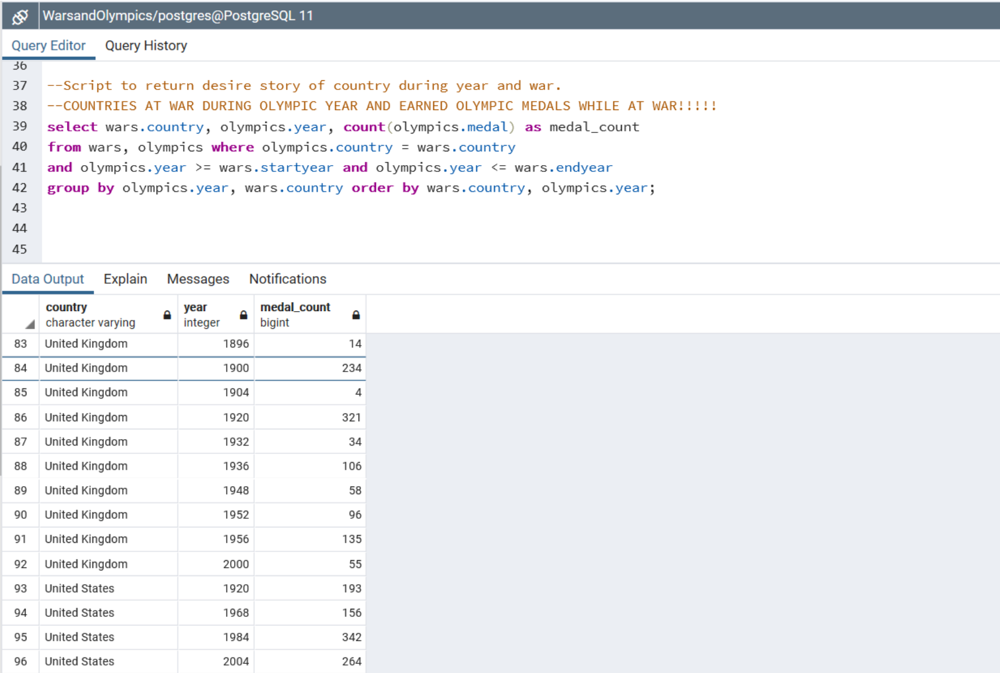 WarsandOlympics/postgres@PostgreSQL 11
Query Editor Query History
36
37 --Script to return desire story of country during year and war.
38 --COUNTRIES AT WAR DURING OLYMPIC YEAR AND EARNED OLYMPIC MEDALS WHILE AT WAR!!!!!
39 select wars.country, olympics.year, count(olympics.medal) as medal_count
40 from wars, olympics where olympics.country = wars.country
41 and olympics.year >= wars.startyear and olympics.year <= wars.endyear
42 group by olympics.year, wars.country order by wars.country, olympics.year;
43
44
45
Data Output Explain Messages Notifications
country year medal_count
character varying integer bigint
83 United Kingdom 1896 14
84 United Kingdom 1900 234
85 United Kingdom 1904 4
86 United Kingdom 1920 321
87 United Kingdom 1932 34
88 United Kingdom 1936 106
89 United Kingdom 1948 58
90 United Kingdom 1952 96
91 United Kingdom 1956 135
92 United Kingdom 2000 55
93 United States 1920 193
94 United States 1968 156
95 United States 1984 342
96 United States 2004 264